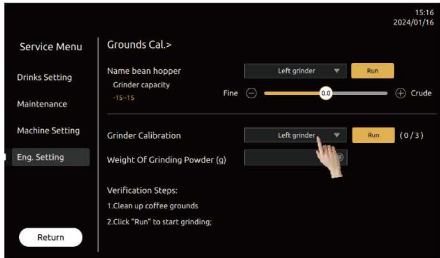 15:16
2024/01/16
Service Menu
Grounds Cal.>
Drinks Setting
Maintenance
Machine Setting
Eng. Setting
Return
Name bean hopper
Left grinder
Run
Grinder capacity
-15~15
Fine
0.0
Crude
Grinder Calibration
Left grinder
Run
(0/3)
Weight Of Grinding Powder (g)
Verification Steps:
1.Clean up coffee grounds
2.Click "Run" to start grinding;